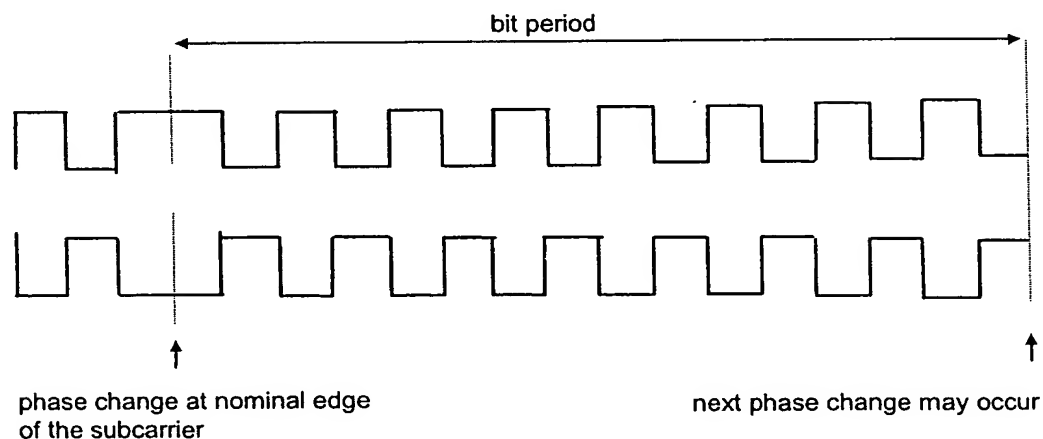 bit period
phase change at nominal edge
of the subcarrier
next phase change may occur